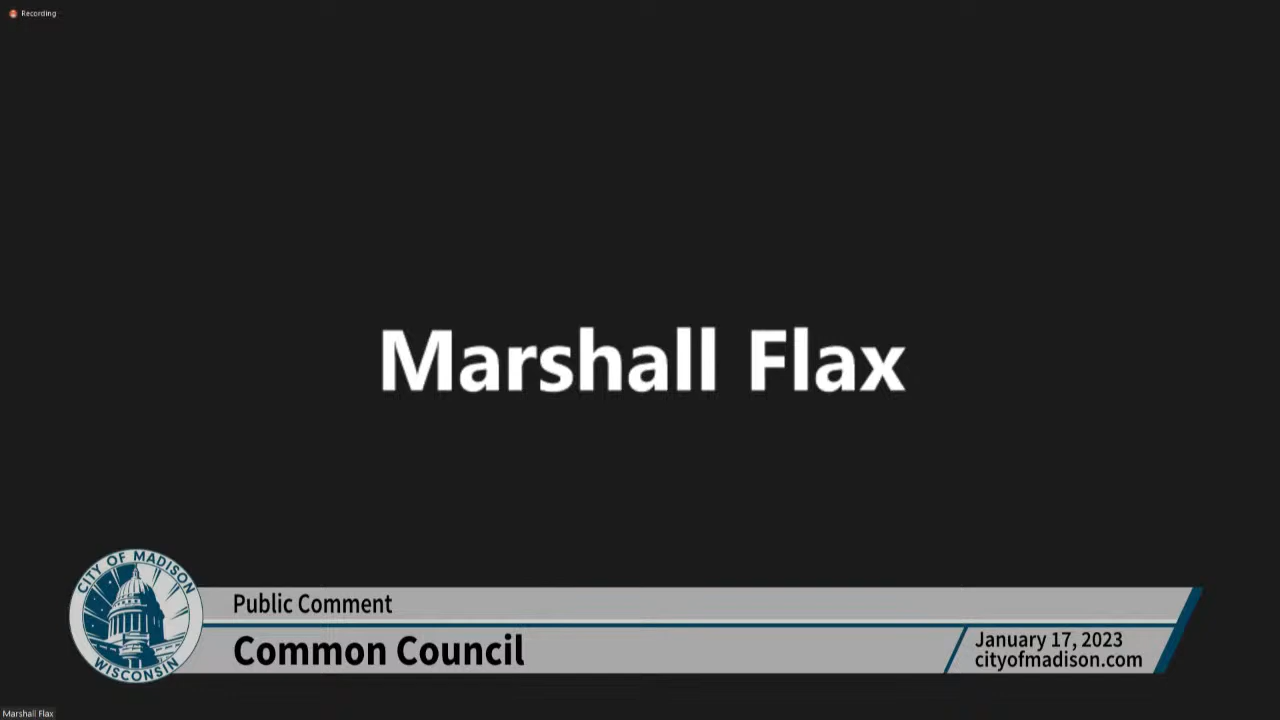 Recording
Marshall Flax
CITY OF MADISON
WISCONSIN
Public Comment
Common Council
January 17, 2023
cityofmadison.com
Marshall Flax